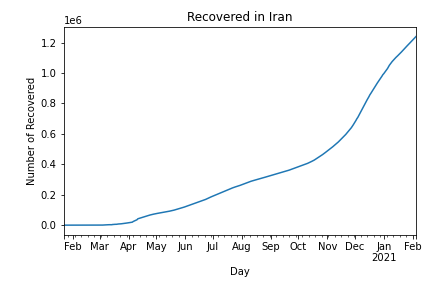 Recovered in Iran
1e6
1.2
1.0
0.8
0.6
0.4
0.2
0.0
Number of Recovered
Feb Mar Apr May Jun Jul Aug Sep Oct Nov Dec Jan Feb
2021
Day